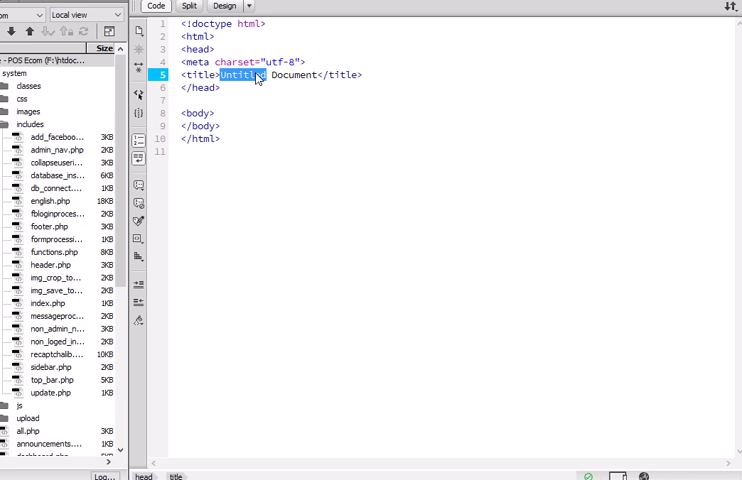 Code Split Design
om Local view
Size
- POS Ecom (F:\htdoc...
system
classes
css
images
includes
add_faceboo... 3KB
admin_nav.php 2KB
collapseuseri... 3KB
database_ins... 6KB
db_connect.... 1KB
english.php 18KB
fbloginproces... 2KB
footer.php 3KB
formprocessi... 1KB
functions.php 8KB
header.php 3KB
img_crop_to... 2KB
img_save_to... 2KB
index.php 1KB
messageproc... 2KB
non_admin_n... 3KB
non_loged_in... 2KB
recaptchalib.... 10KB
sidebar.php 2KB
top_bar.php 5KB
update.php 1KB
js
upload
all.php 3KB
announcements.... 4KB
Log...
1 <!doctype html>
2 <html>
3 <head>
4 <meta charset="utf-8">
5 <title>Untitled Document</title>
6 </head>
7
8 <body>
9 </body>
10 </html>
11
head title